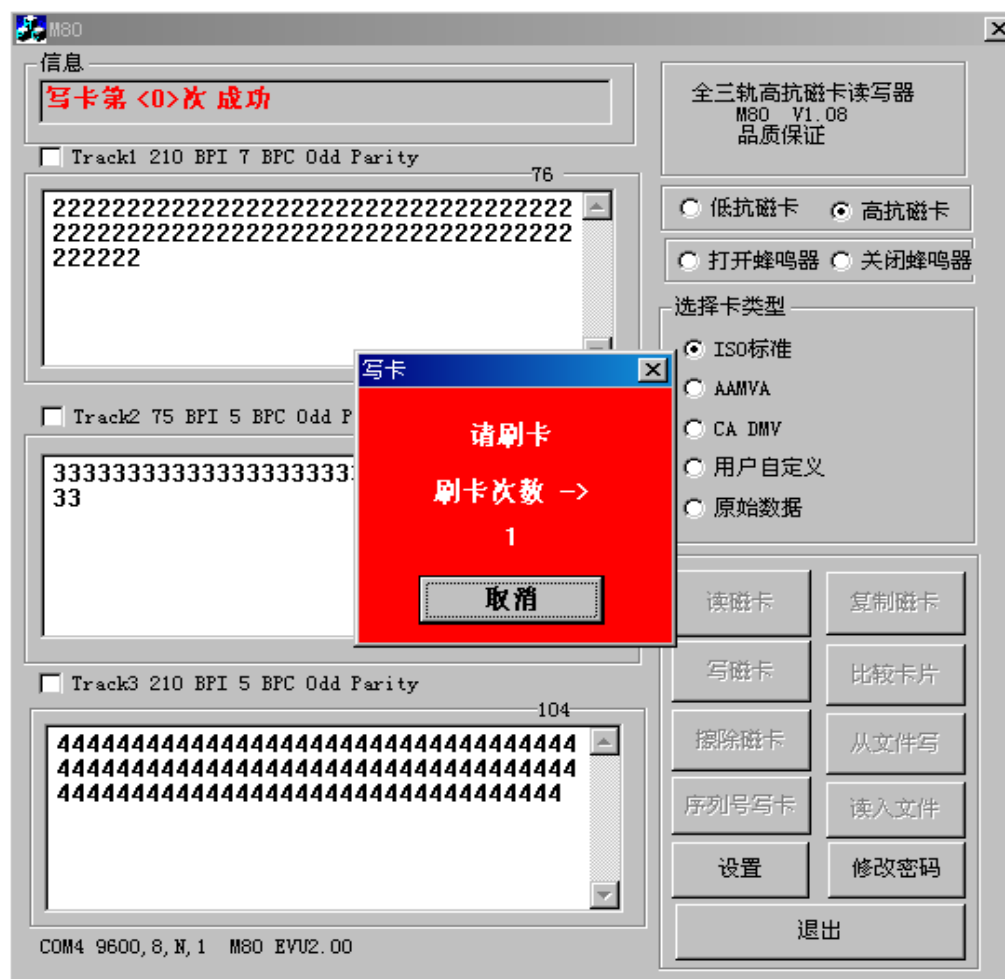 M80
信息
写卡第 <0>次 成功
全三轨高抗磁卡读写器
M80 V1.08
品质保证
Track1 210 BPI 7 BPC Odd Parity
76
22222222222222222222222222222222222
22222222222222222222222222222222222
222222
低抗磁卡 高抗磁卡
打开蜂鸣器 关闭蜂鸣器
选择卡类型
ISO标准
AAMVA
CA DMV
用户自定义
原始数据
写卡
请刷卡
刷卡次数 —>
1
取消
Track2 75 BPI 5 BPC Odd P
33333333333333333333
33
Track3 210 BPI 5 BPC Odd Parity
104
44444444444444444444444444444444444
44444444444444444444444444444444444
4444444444444444444444444444444444
读磁卡 复制磁卡
写磁卡 比较卡片
擦除磁卡 从文件写
序列号写卡 读入文件
设置 修改密码
退出
COM4 9600,8,N,1 M80 EVU2.00